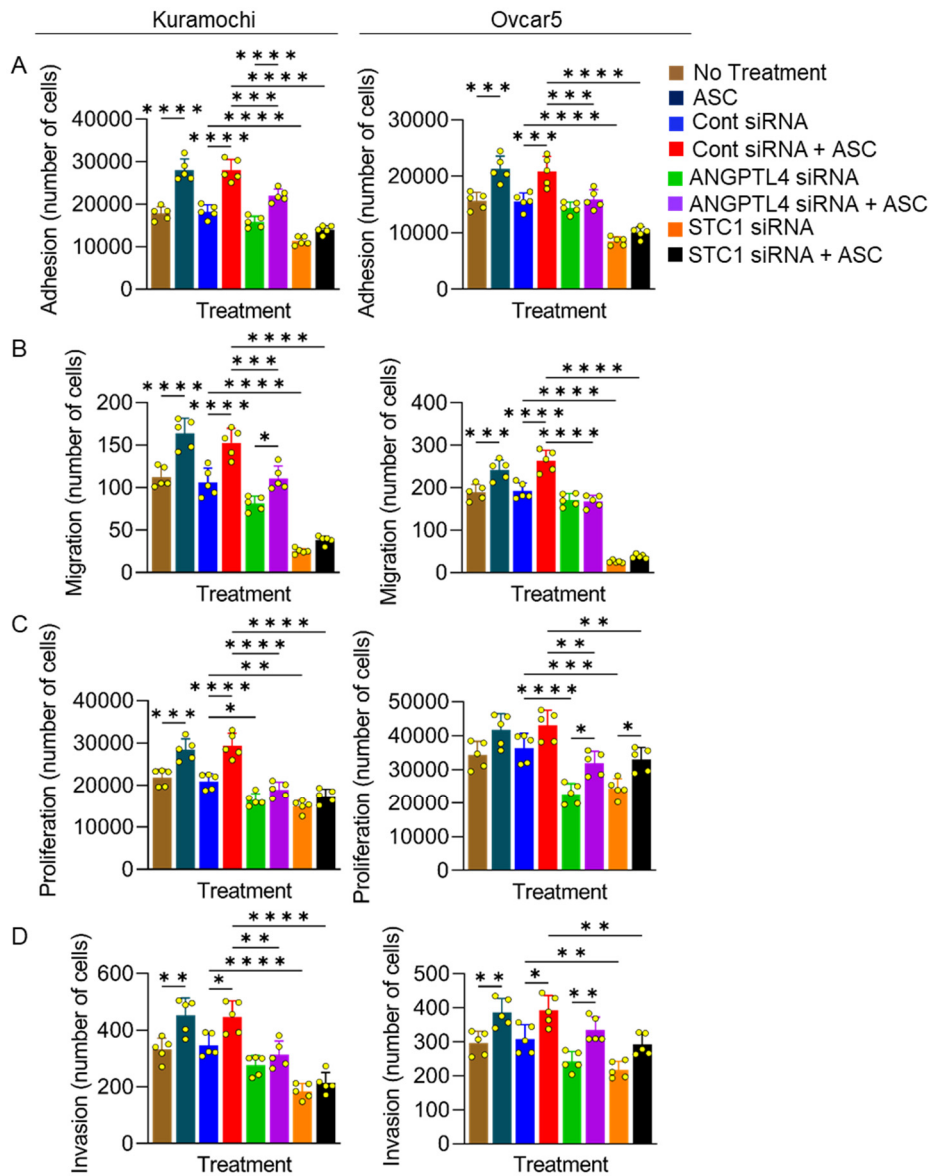 Kuramochi
Ovcar5
A
Adhesion (number of cells)
40000
30000
20000
10000
0
* * * *
* * * *
* * * *
* * *
* * * *
* * * *
Treatment
Adhesion (number of cells)
30000
20000
10000
0
* * *
* * *
* * * *
* * *
* * * *
Treatment
No Treatment
ASC
Cont siRNA
Cont siRNA + ASC
ANGPTL4 siRNA
ANGPTL4 siRNA + ASC
STC1 siRNA
STC1 siRNA + ASC
B
Migration (number of cells)
200
150
100
50
0
* * * *
* * * *
* * * *
* * *
* * * *
*
Treatment
Migration (number of cells)
400
300
200
100
0
* * *
* * * *
* * * *
* * * *
* * * *
Treatment
C
Proliferation (number of cells)
40000
30000
20000
10000
0
* * *
* * * *
*
* *
* * * *
* * * *
Treatment
Proliferation (number of cells)
50000
40000
30000
20000
10000
0
* * * *
* * *
* *
* *
*
*
Treatment
D
Invasion (number of cells)
600
400
200
0
* *
*
* * * *
* *
* * * *
Treatment
Invasion (number of cells)
500
400
300
200
100
0
* *
*
* *
* *
* *
Treatment